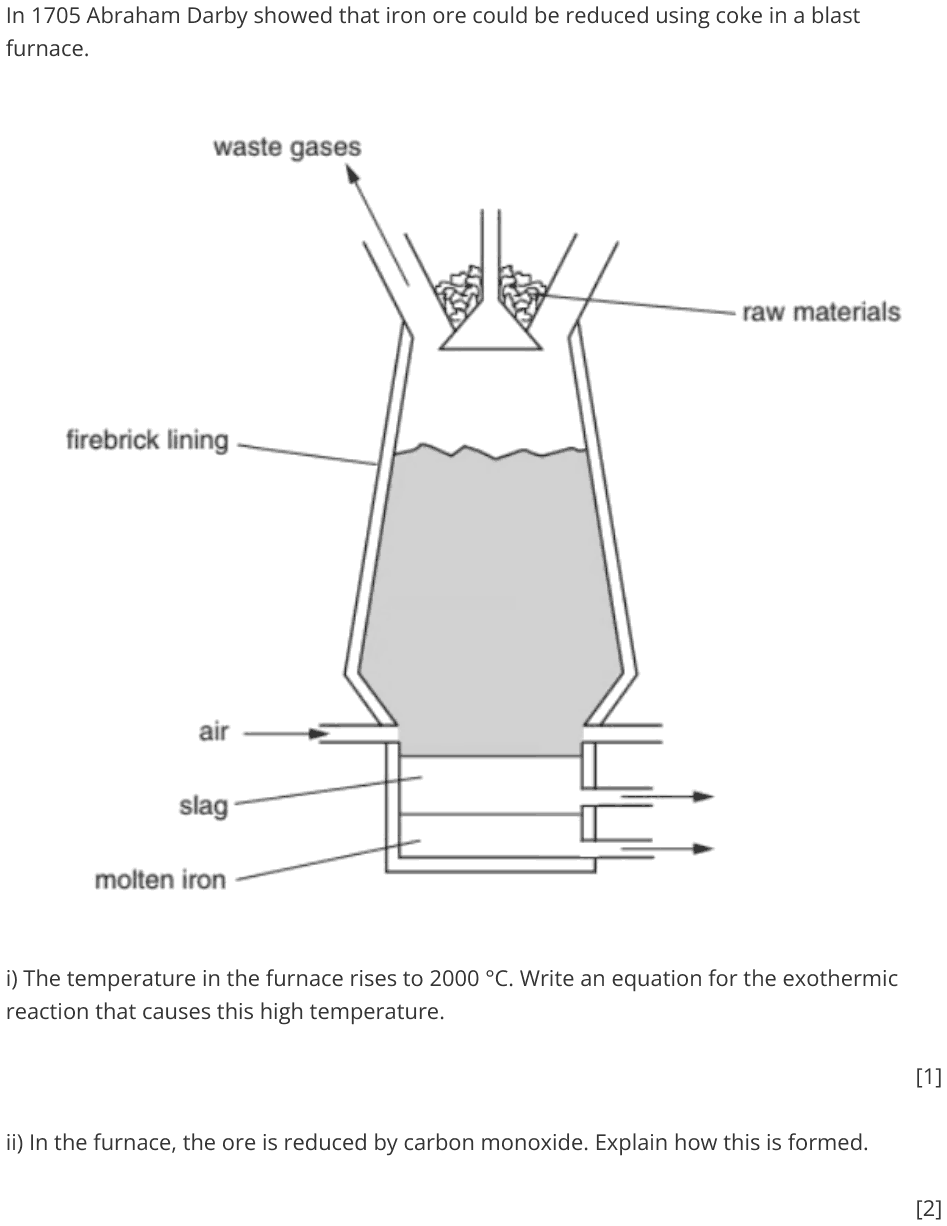 In 1705 Abraham Darby showed that iron ore could be reduced using coke in a blast
furnace.
waste gases
raw materials
firebrick lining
air
slag
molten iron
i) The temperature in the furnace rises to 2000 °C. Write an equation for the exothermic
reaction that causes this high temperature.
[1]
ii) In the furnace, the ore is reduced by carbon monoxide. Explain how this is formed.
[2]